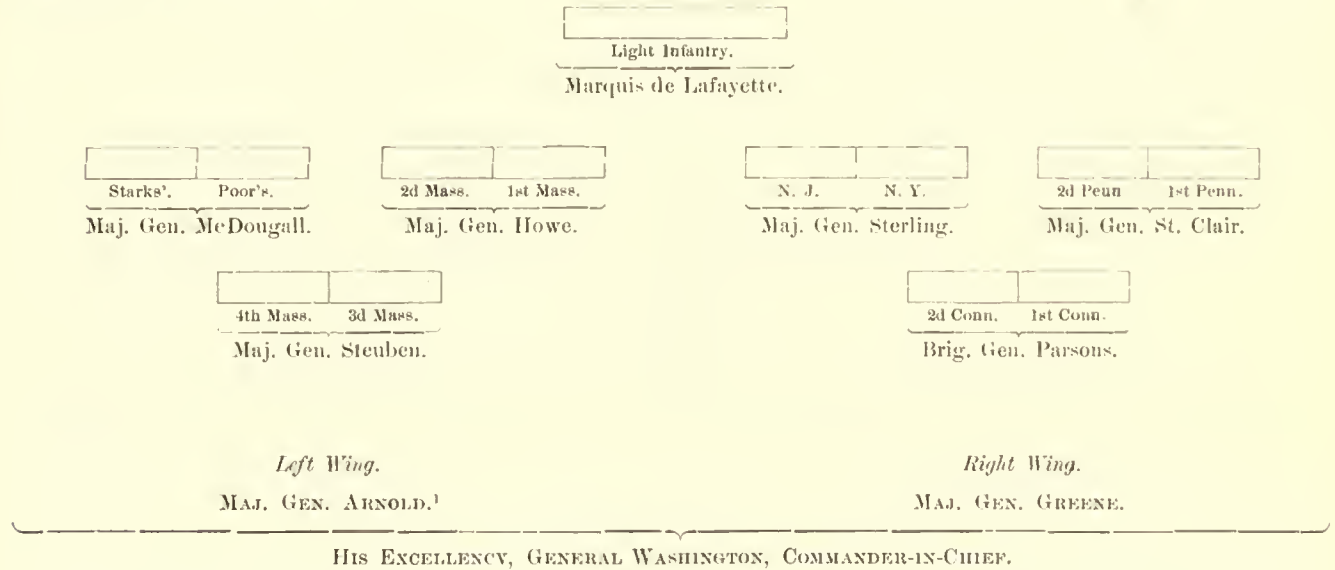 Light Infantry.
Marquis de Lafayette.
Starks'. Poor's. 2d Mass. 1st Mass. N. J. N. Y. 2d Penn 1st Penn.
Maj. Gen. McDougall. Maj. Gen. Howe. Maj. Gen. Sterling. Maj. Gen. St. Clair.
4th Mass. 3d Mass. 2d Conn. 1st Conn.
Maj. Gen. Steuben. Brig. Gen. Parsons.
Left Wing. Right Wing.
MAJ. GEN. ARNOLD.¹ MAJ. GEN. GREENE.
HIS EXCELLENCY, GENERAL WASHINGTON, COMMANDER-IN-CHIEF.